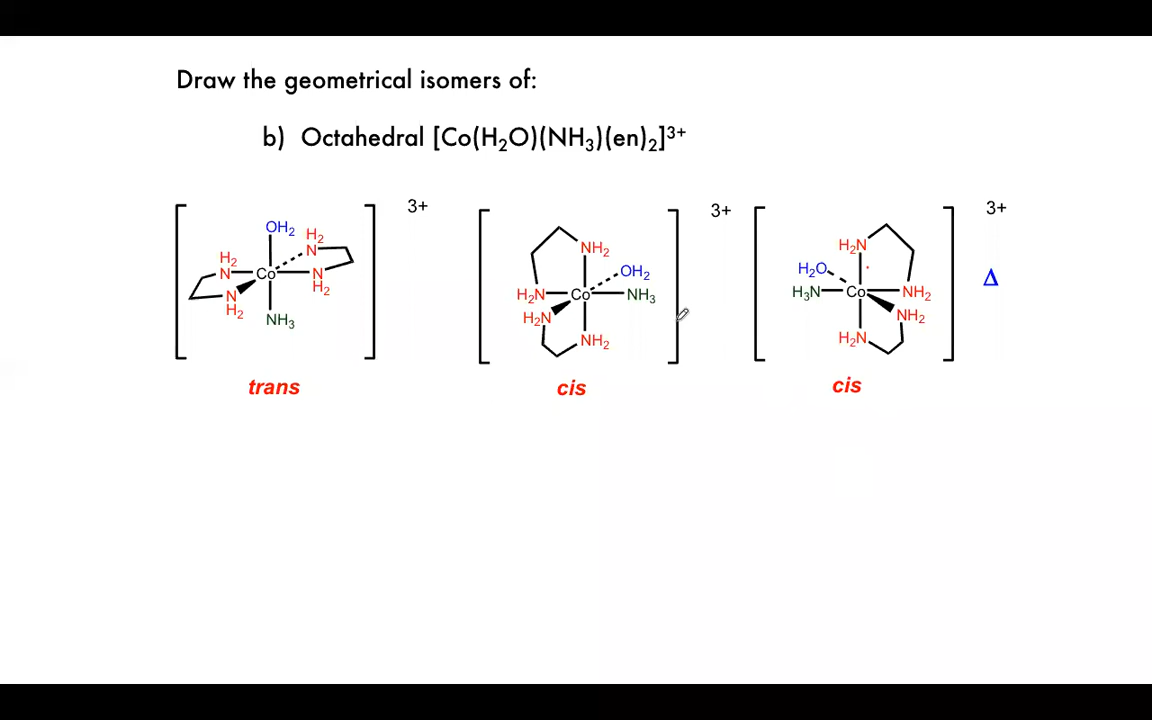 Draw the geometrical isomers of:
b) Octahedral [Co(H₂O)(NH₃)(en)₂]³⁺
3+
OH₂
H₂
N
H₂
N
Co
N
H₂
N
H₂
NH₃
trans
3+
NH₂
OH₂
H₂N
Co
NH₃
H₂N
NH₂
cis
3+
H₂N
H₂O
H₃N
Co
NH₂
NH₂
H₂N
cis
Δ